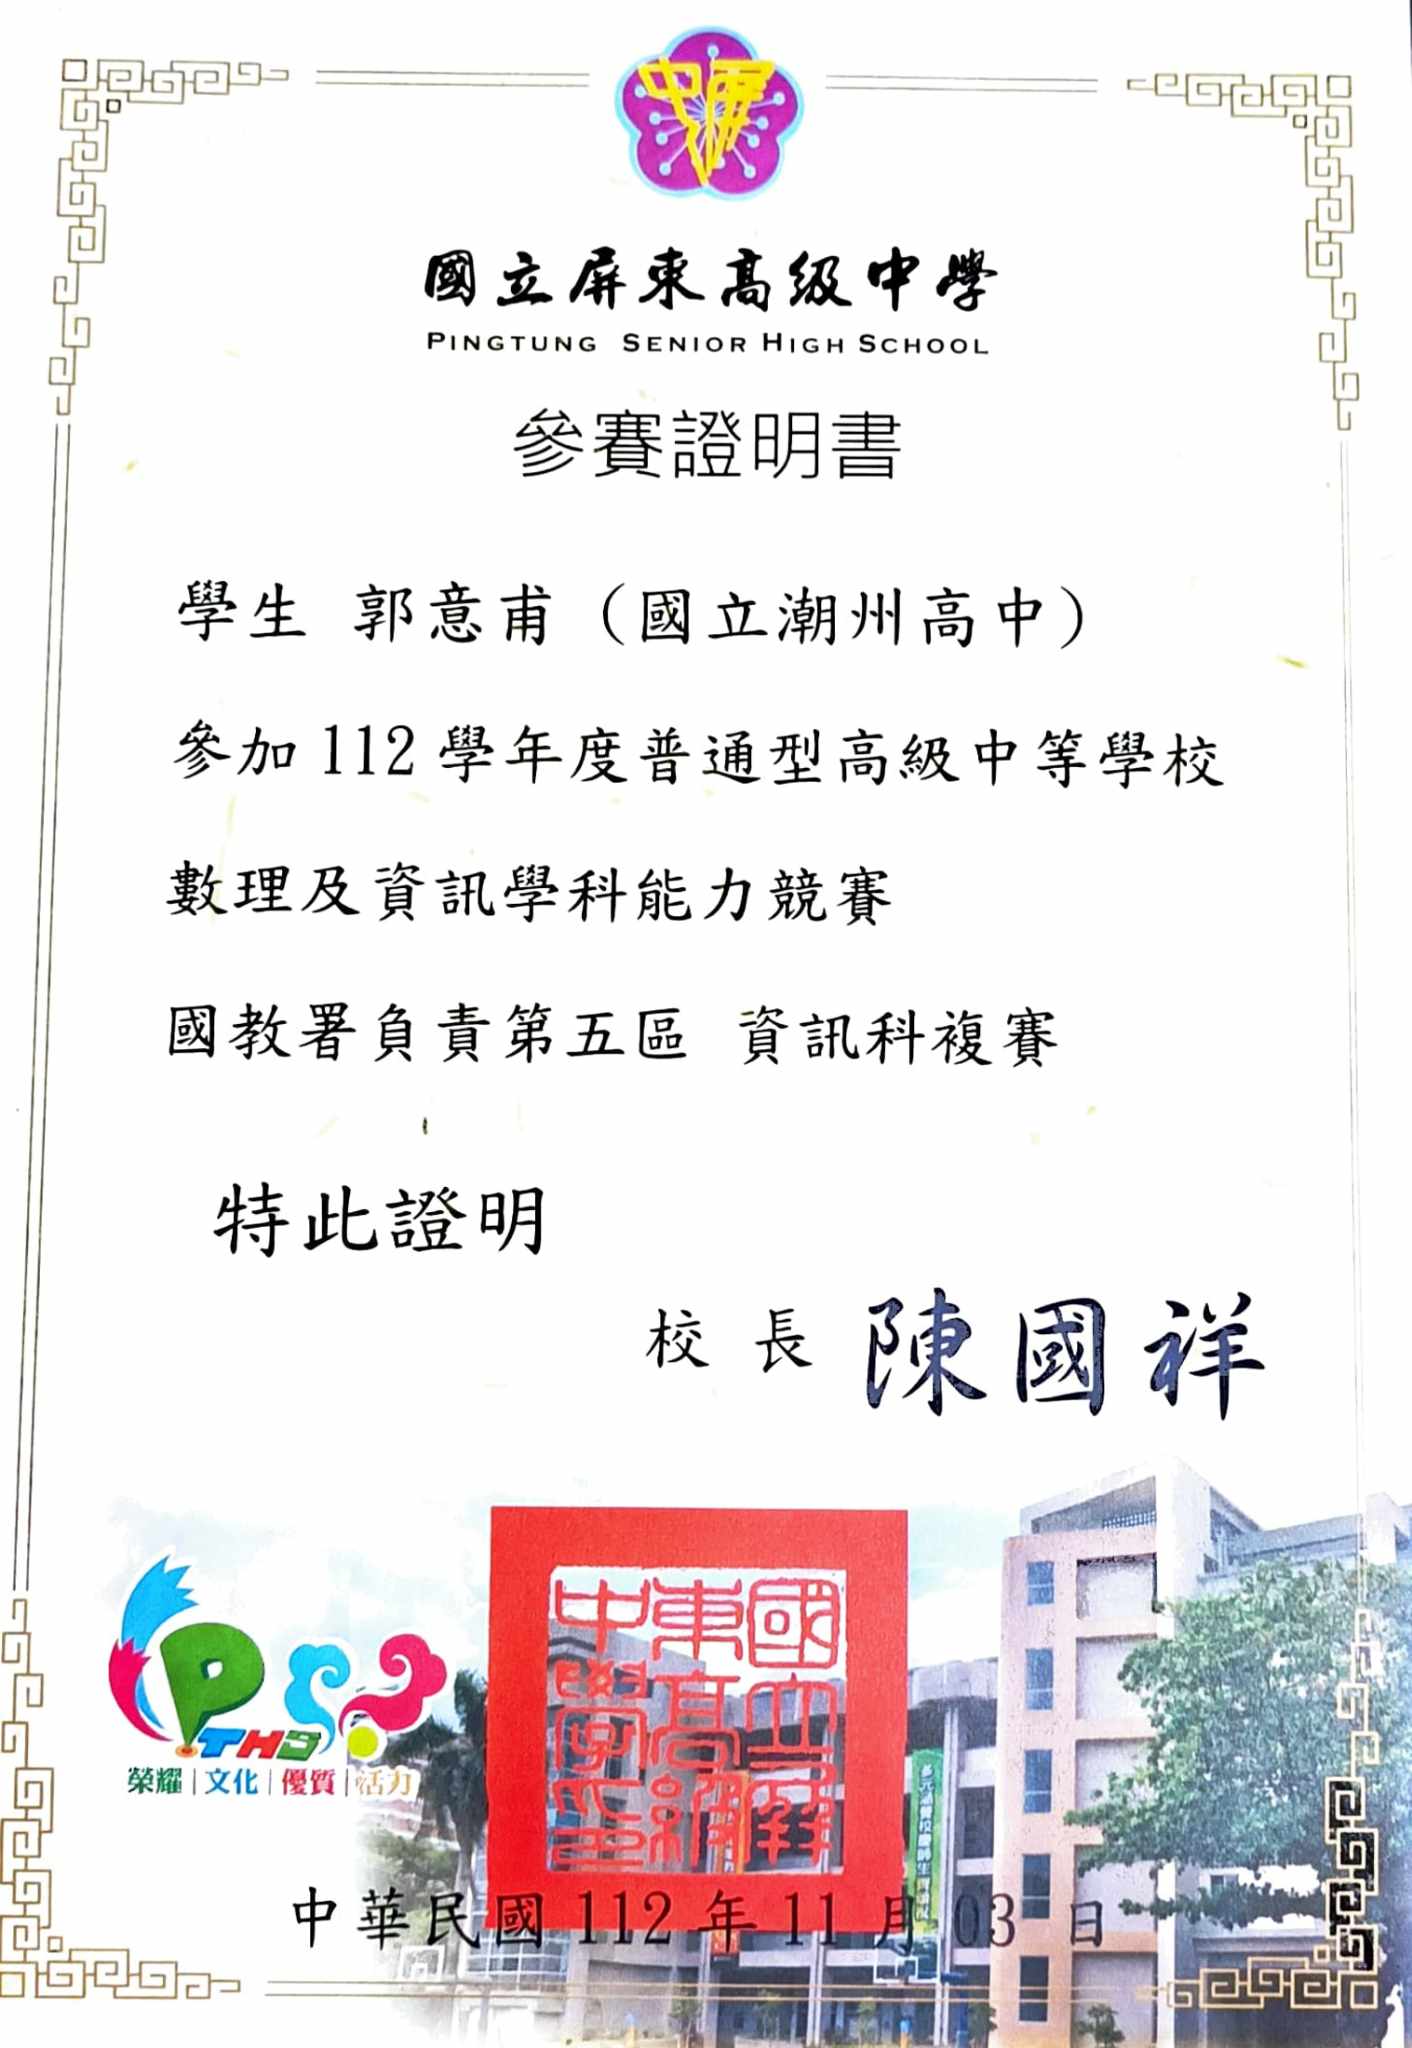 中屏
國立屏東高級中學
PINGTUNG SENIOR HIGH SCHOOL
參賽證明書
學生 郭意甫（國立潮州高中）
參加 112 學年度普通型高級中等學校
數理及資訊學科能力競賽
國教署負責第五區 資訊科複賽
特此證明
校長 陳國祥
PTHS
榮耀|文化|優質|活力
國立屏東高級中學印
中華民國 112 年 11 月 03 日